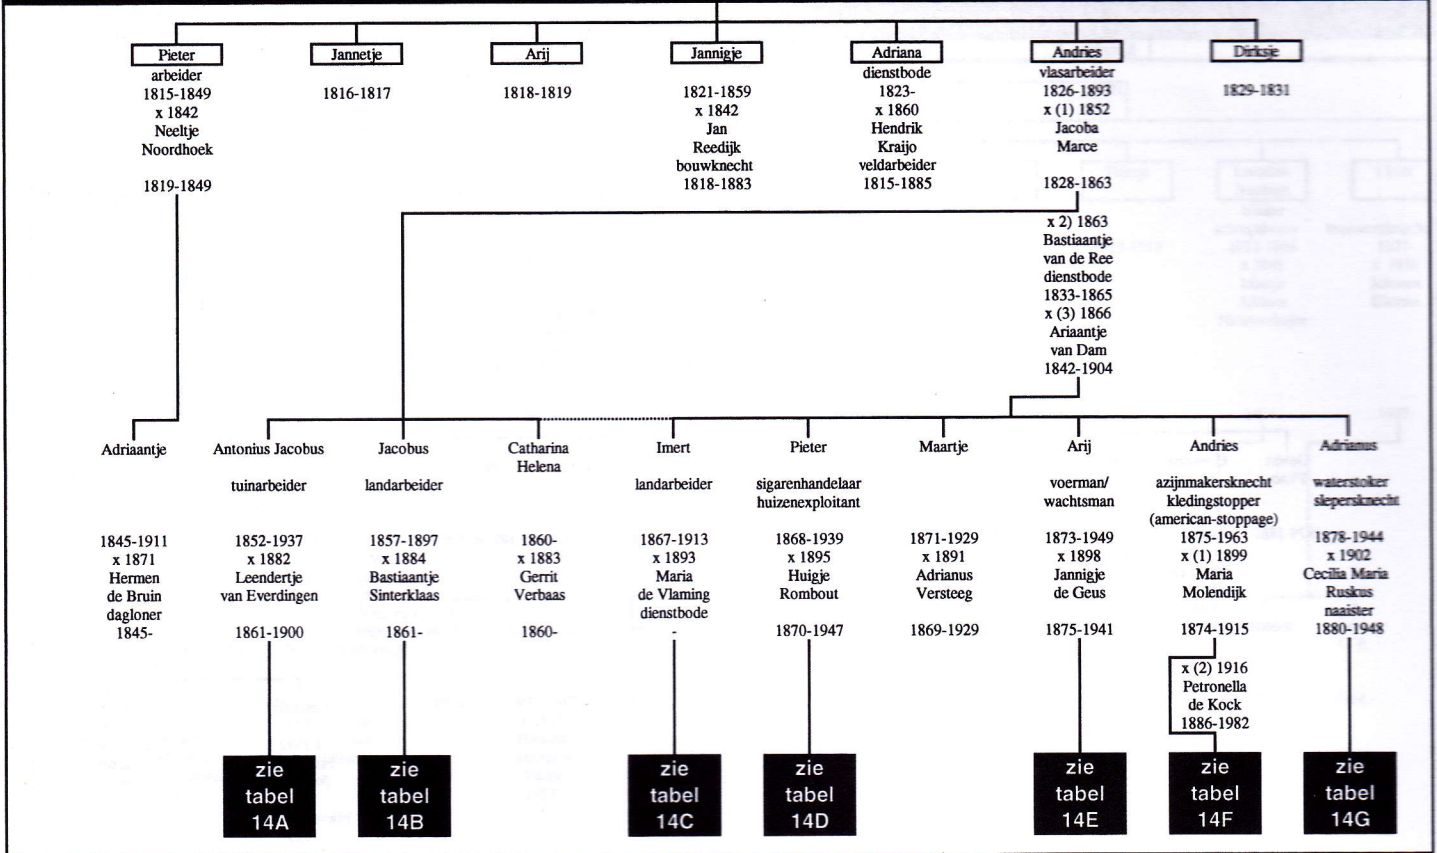 Pieter
arbeider
1815-1849
x 1842
Neeltje
Noordhoek
1819-1849
Jannetje
1816-1817
Arij
1818-1819
Jannigje
1821-1859
x 1842
Jan
Reedijk
bouwknecht
1818-1883
Adriana
dienstbode
1823-
x 1860
Hendrik
Kraijo
veldarbeider
1815-1885
Andries
vlasarbeider
1826-1893
x (1) 1852
Jacoba
Marce
1828-1863
x 2) 1863
Bastiaantje
van de Ree
dienstbode
1833-1865
x (3) 1866
Ariaantje
van Dam
1842-1904
Dirksje
1829-1831
Adriaantje
1845-1911
x 1871
Hermen
de Bruin
dagloner
1845-
Antonius Jacobus
tuinarbeider
1852-1937
x 1882
Leendertje
van Everdingen
1861-1900
zie
tabel
14A
Jacobus
landarbeider
1857-1897
x 1884
Bastiaantje
Sinterklaas
1861-
zie
tabel
14B
Catharina
Helena
1860-
x 1883
Gerrit
Verbaas
1860-
Imert
landarbeider
1867-1913
x 1893
Maria
de Vlaming
dienstbode
-
zie
tabel
14C
Pieter
sigarenhandelaar
huizenexploitant
1868-1939
x 1895
Huigje
Rombout
1870-1947
zie
tabel
14D
Maartje
1871-1929
x 1891
Adrianus
Versteeg
1869-1929
Arij
voerman/
wachtsman
1873-1949
x 1898
Jannigje
de Geus
1875-1941
zie
tabel
14E
Andries
azijnmakersknecht
kledingstopper
(american-stoppage)
1875-1963
x (1) 1899
Maria
Molendijk
1874-1915
x (2) 1916
Petronella
de Kock
1886-1982
zie
tabel
14F
Adrianus
waterstoker
slepersknecht
1878-1944
x 1902
Cecilia Maria
Ruskus
naaister
1880-1948
zie
tabel
14G